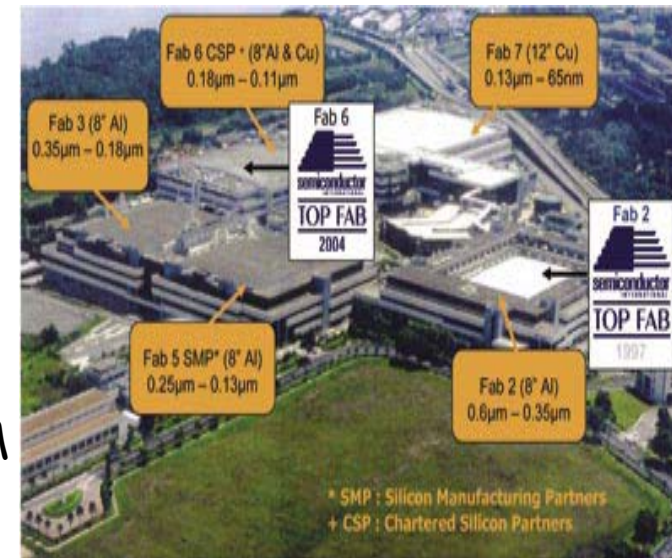 Fab 6 CSP + (8"Al & Cu)
0.18µm – 0.11µm
Fab 7 (12" Cu)
0.13µm – 65nm
Fab 3 (8" Al)
0.35µm – 0.18µm
Fab 6
semiconductor
INTERNATIONAL
TOP FAB
2004
Fab 2
semiconductor
INTERNATIONAL
TOP FAB
1997
Fab 5 SMP* (8" Al)
0.25µm – 0.13µm
Fab 2 (8" Al)
0.6µm – 0.35µm
* SMP : Silicon Manufacturing Partners
+ CSP : Chartered Silicon Partners